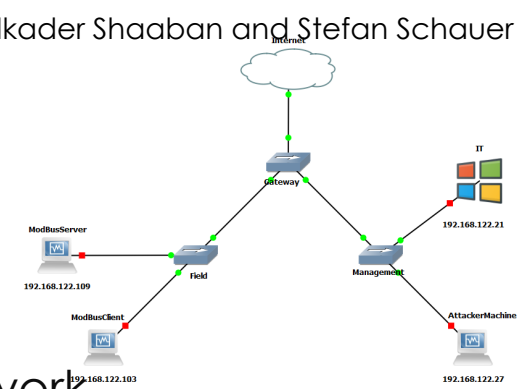 lkader Shaaban and Stefan Schauer
Internet
Gateway
IT
192.168.122.21
ModBusServer
Field
Management
192.168.122.109
ModBusClient
AttackerMachine
192.168.122.103
192.168.122.27